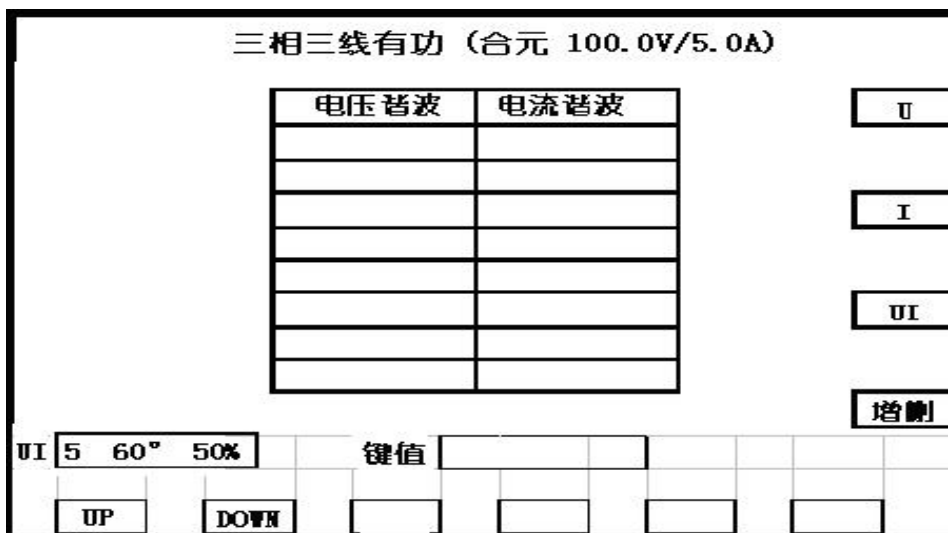 三相三线有功 (合元 100.0V/5.0A)
电压谐波 电流谐波
U
I
UI
增删
UI 5 60° 50% 键值
UP DOWN